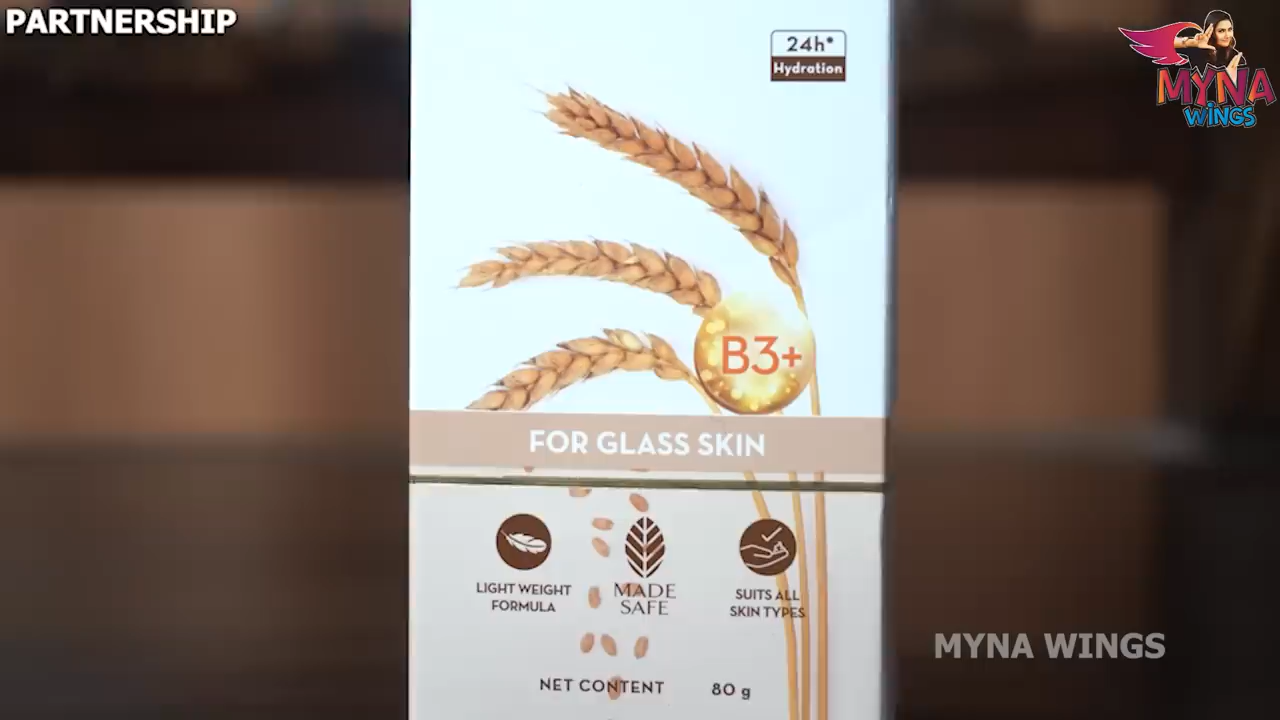 PARTNERSHIP
24h*
Hydration
MYNA
WINGS
B3+
FOR GLASS SKIN
LIGHT WEIGHT
FORMULA
MADE
SAFE
SUITS ALL
SKIN TYPES
MYNA WINGS
NET CONTENT 80 g